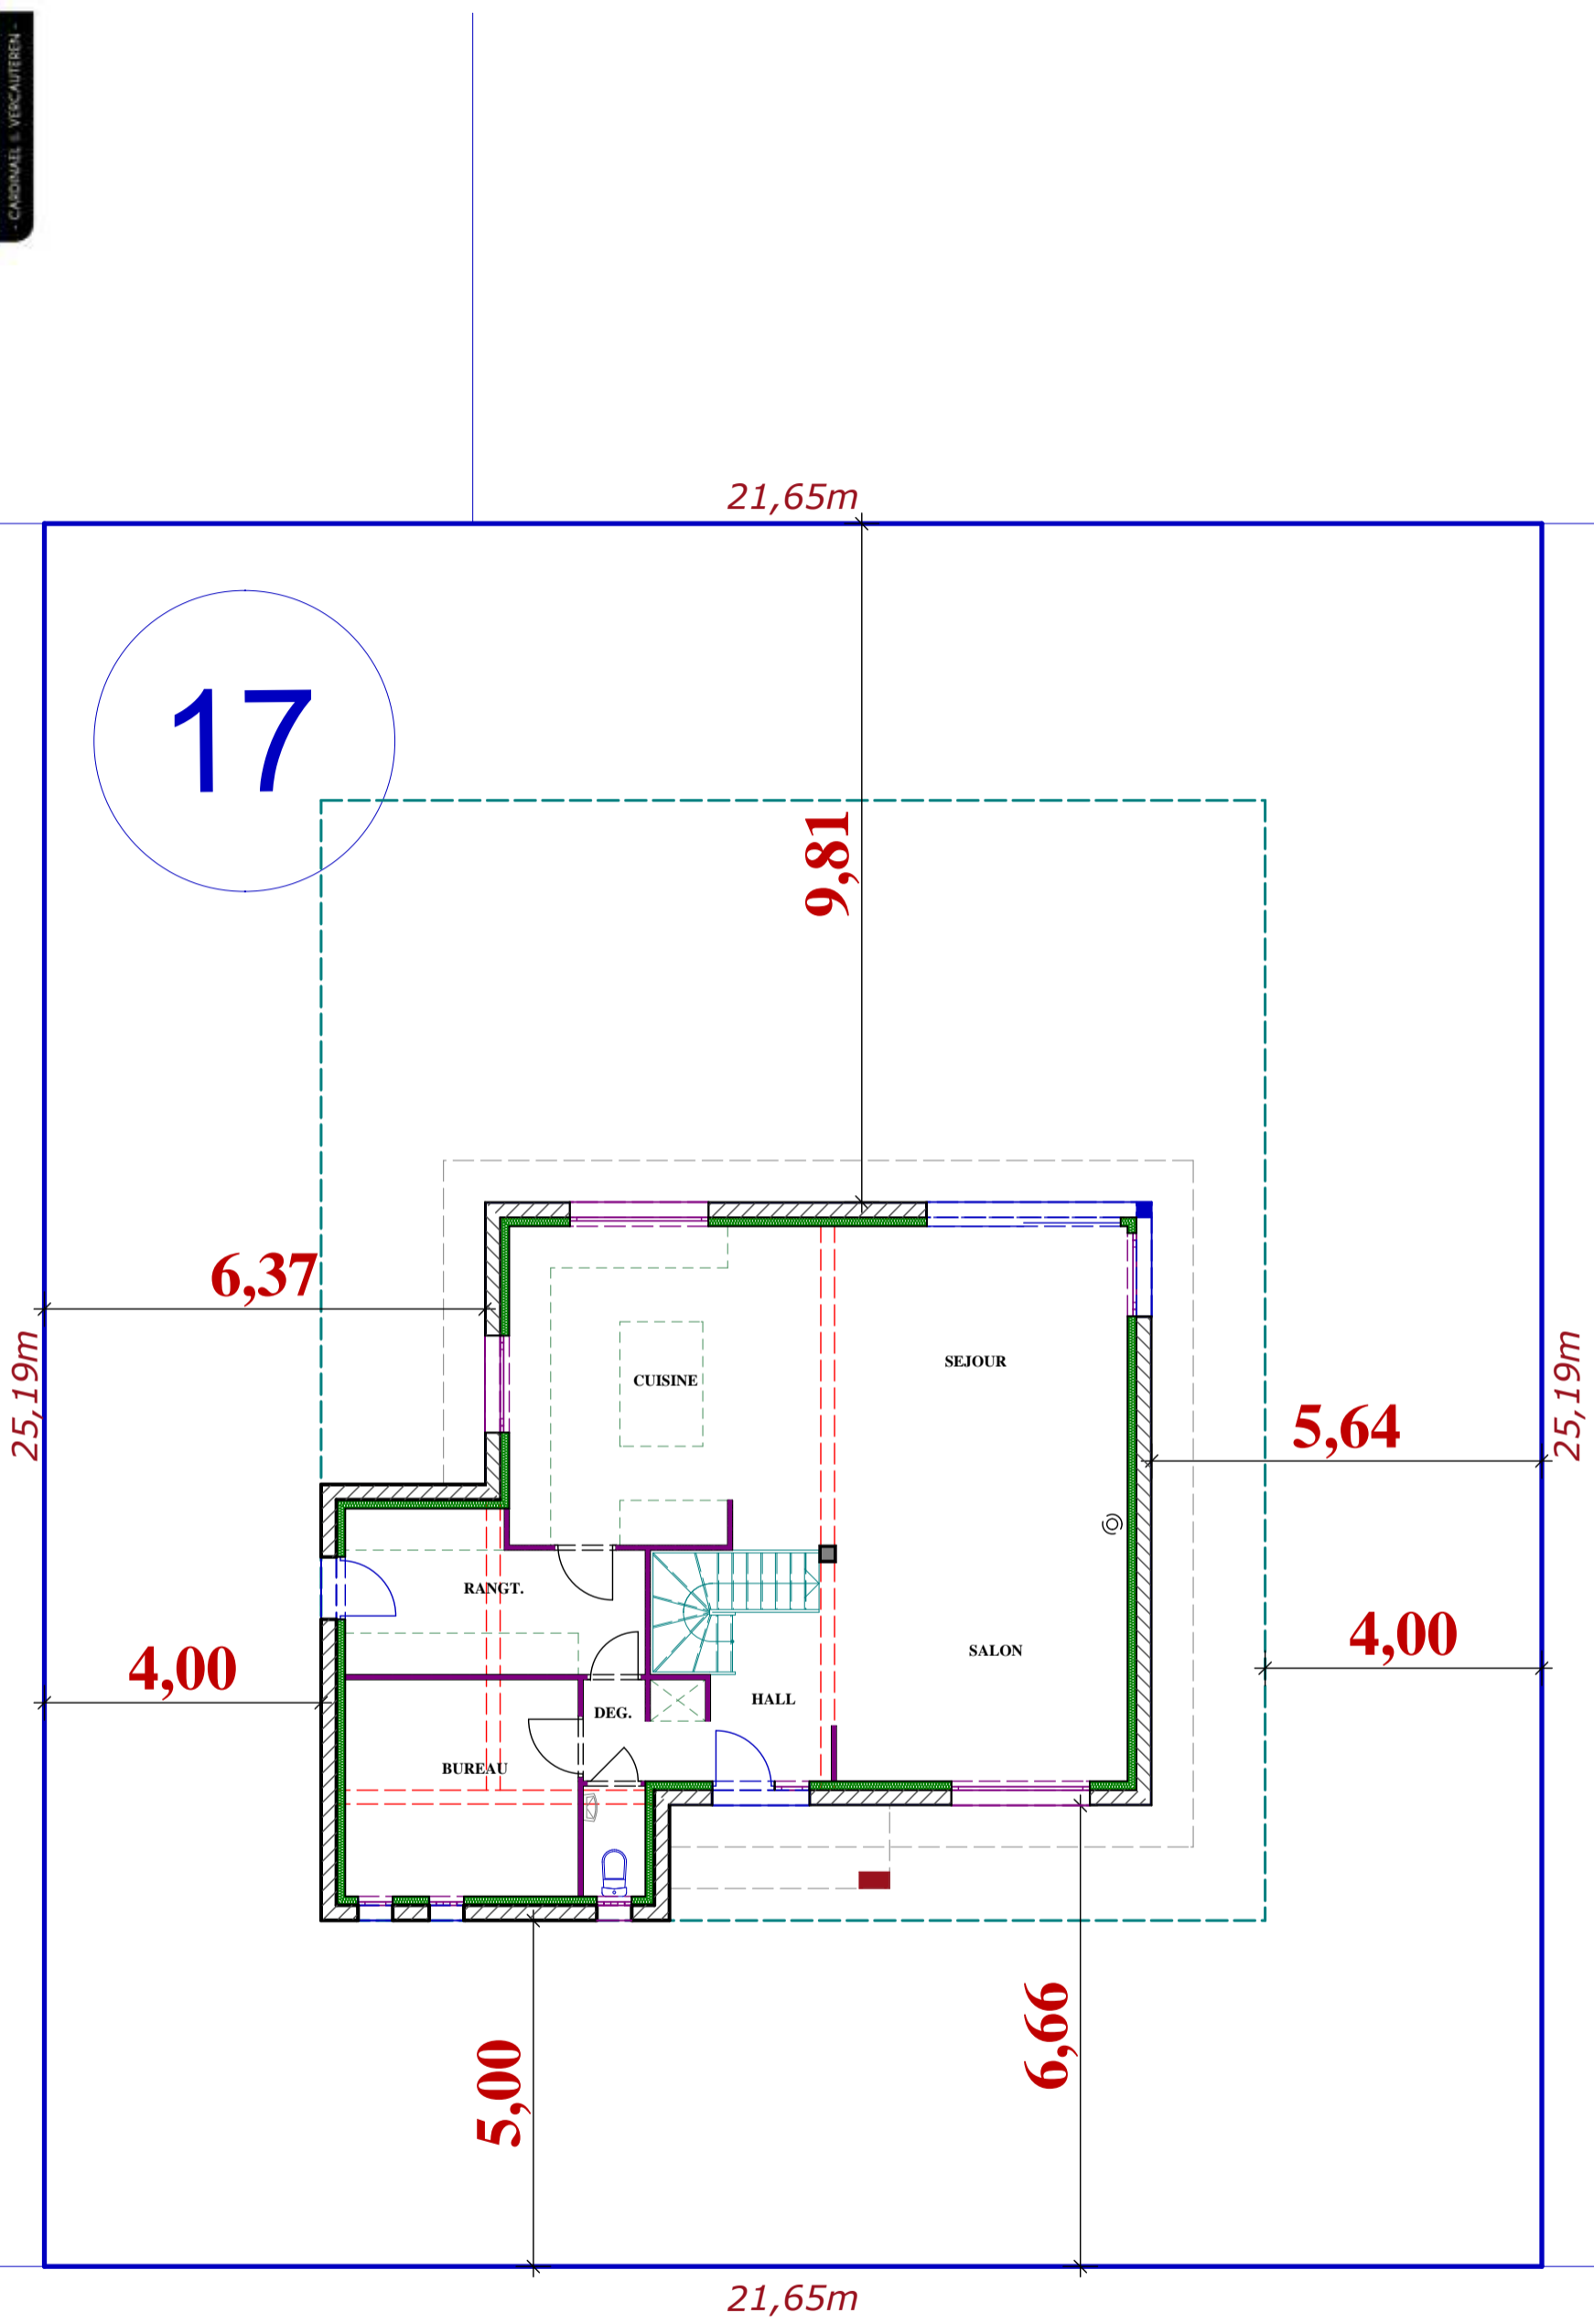 - CARDINAEL & VERCAUTEREN -
21,65m
17
9,81
6,37
25,19m
CUISINE
SEJOUR
5,64
25,19m
RANGT.
4,00
4,00
SALON
HALL
DEG.
BUREAU
6,66
5,00
21,65m